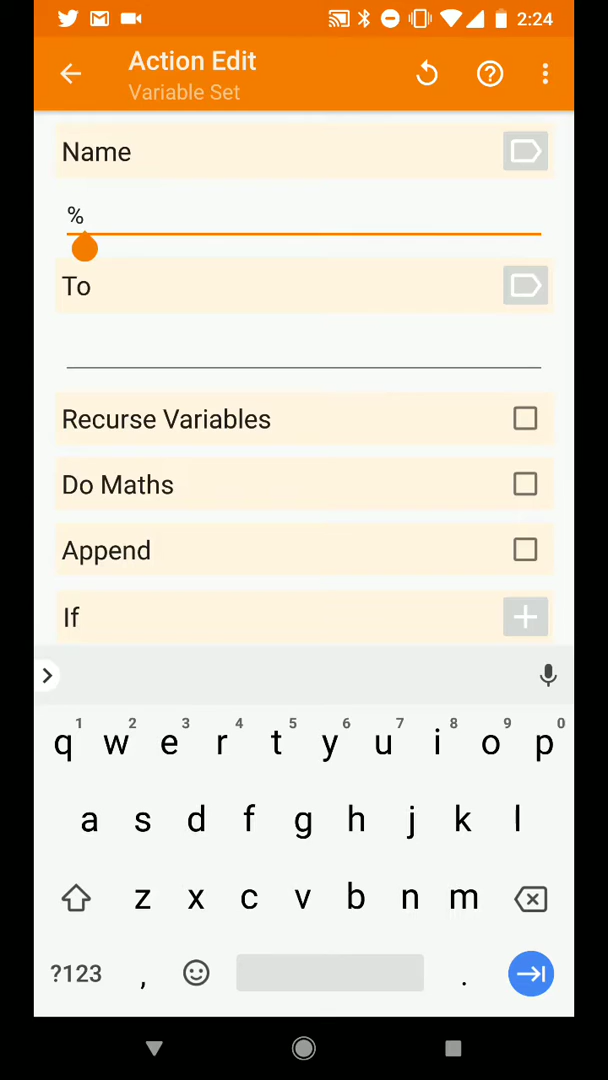 2:24
Action Edit
Variable Set
Name
%
To
Recurse Variables
Do Maths
Append
If
1 2 3 4 5 6 7 8 9 0
q w e r t y u i o p
a s d f g h j k l
z x c v b n m
?123 , .